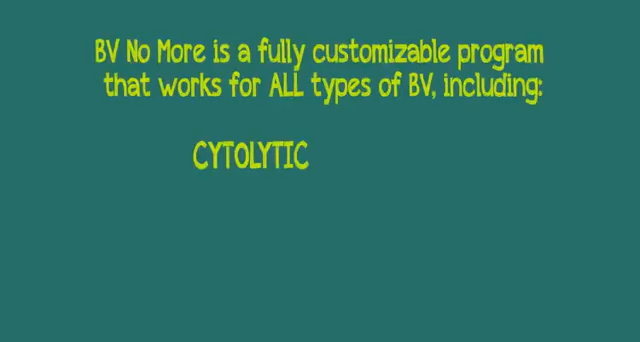 BV No More is a fully customizable program
that works for ALL types of BV, including:
CYTOLYTIC